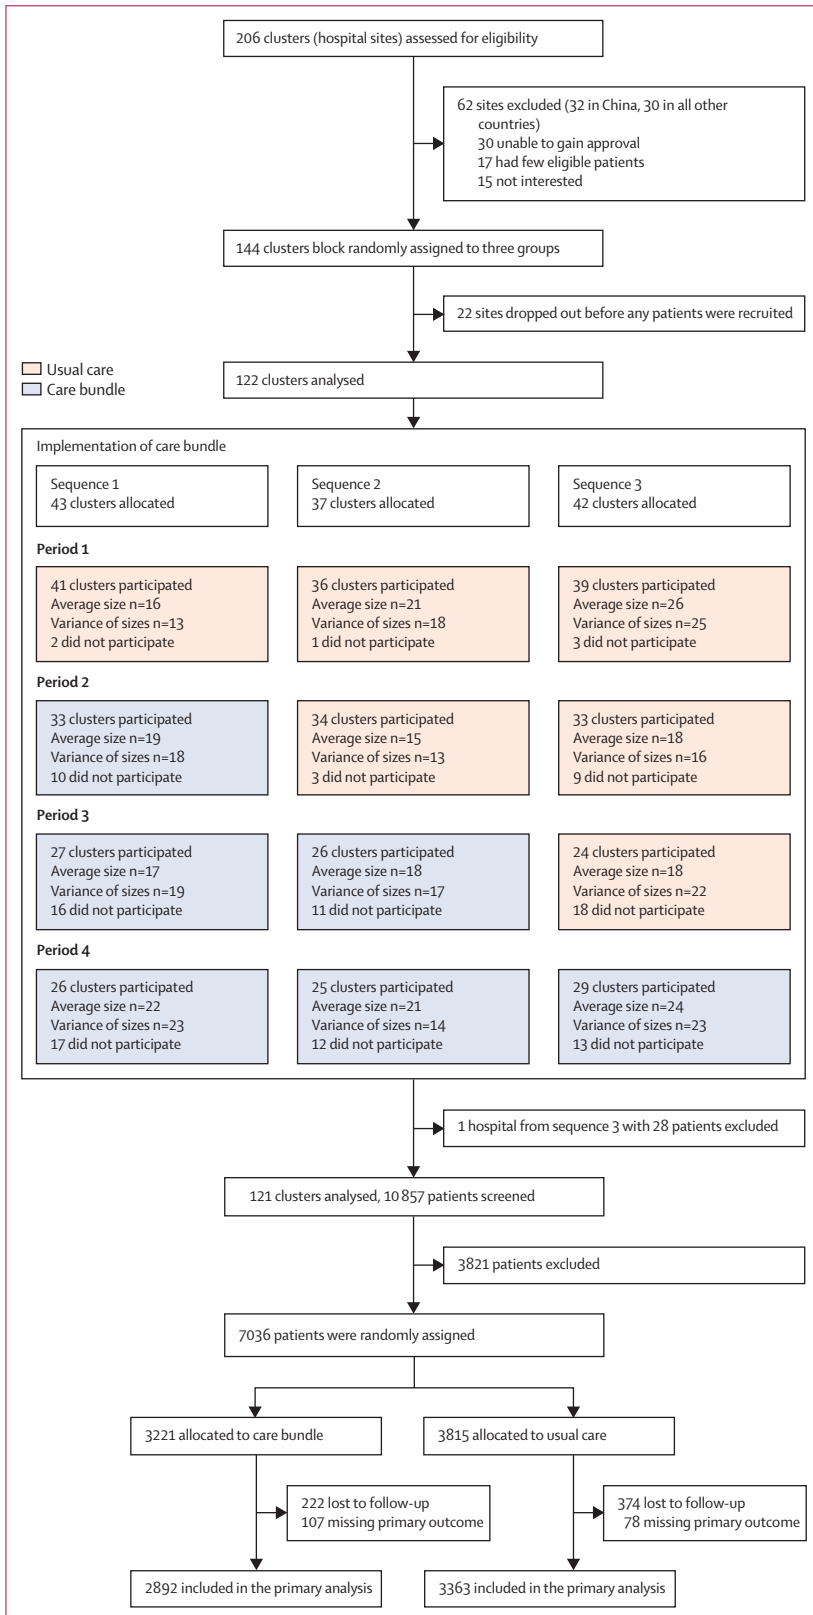 206 clusters (hospital sites) assessed for eligibility
62 sites excluded (32 in China, 30 in all other
countries)
30 unable to gain approval
17 had few eligible patients
15 not interested
144 clusters block randomly assigned to three groups
22 sites dropped out before any patients were recruited
Usual care
Care bundle
122 clusters analysed
Implementation of care bundle
Sequence 1
43 clusters allocated
Sequence 2
37 clusters allocated
Sequence 3
42 clusters allocated
Period 1
41 clusters participated
Average size n=16
Variance of sizes n=13
2 did not participate
36 clusters participated
Average size n=21
Variance of sizes n=18
1 did not participate
39 clusters participated
Average size n=26
Variance of sizes n=25
3 did not participate
Period 2
33 clusters participated
Average size n=19
Variance of sizes n=18
10 did not participate
34 clusters participated
Average size n=15
Variance of sizes n=13
3 did not participate
33 clusters participated
Average size n=18
Variance of sizes n=16
9 did not participate
Period 3
27 clusters participated
Average size n=17
Variance of sizes n=19
16 did not participate
26 clusters participated
Average size n=18
Variance of sizes n=17
11 did not participate
24 clusters participated
Average size n=18
Variance of sizes n=22
18 did not participate
Period 4
26 clusters participated
Average size n=22
Variance of sizes n=23
17 did not participate
25 clusters participated
Average size n=21
Variance of sizes n=14
12 did not participate
29 clusters participated
Average size n=24
Variance of sizes n=23
13 did not participate
1 hospital from sequence 3 with 28 patients excluded
121 clusters analysed, 10 857 patients screened
3821 patients excluded
7036 patients were randomly assigned
3221 allocated to care bundle
3815 allocated to usual care
222 lost to follow-up
107 missing primary outcome
374 lost to follow-up
78 missing primary outcome
2892 included in the primary analysis
3363 included in the primary analysis